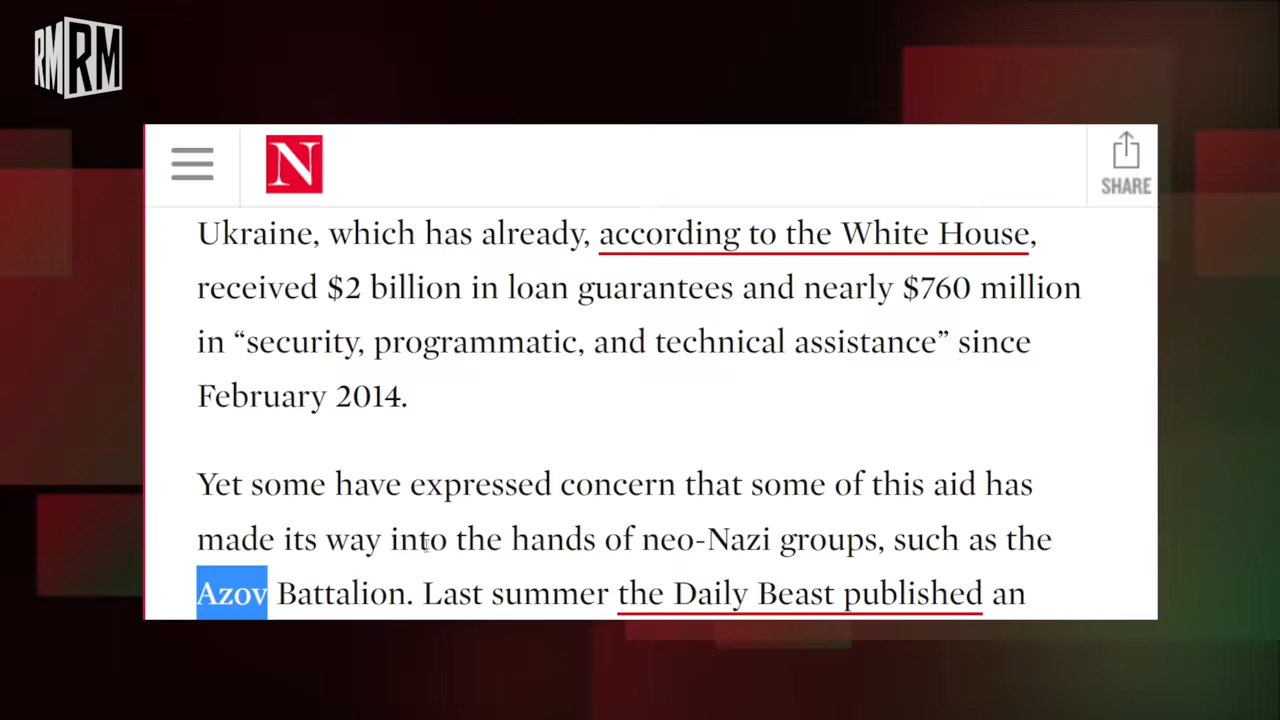 RMRM
N
SHARE
Ukraine, which has already, according to the White House,
received $2 billion in loan guarantees and nearly $760 million
in “security, programmatic, and technical assistance” since
February 2014.
Yet some have expressed concern that some of this aid has
made its way into the hands of neo-Nazi groups, such as the
Azov Battalion. Last summer the Daily Beast published an